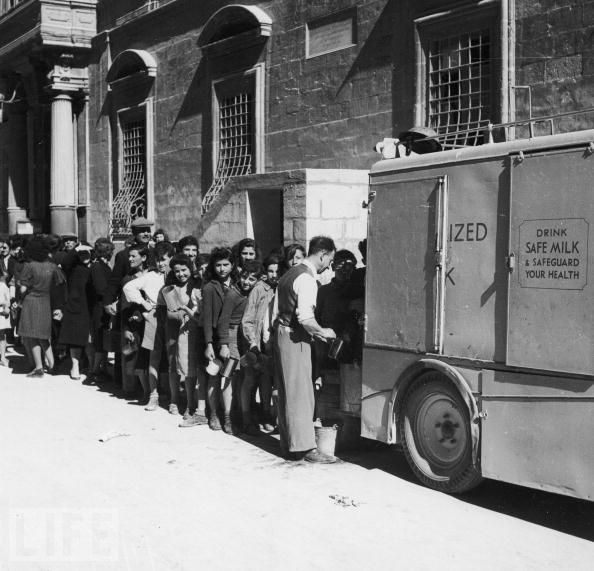 IZED
K
DRINK
SAFE MILK
& SAFEGUARD
YOUR HEALTH
LIFE